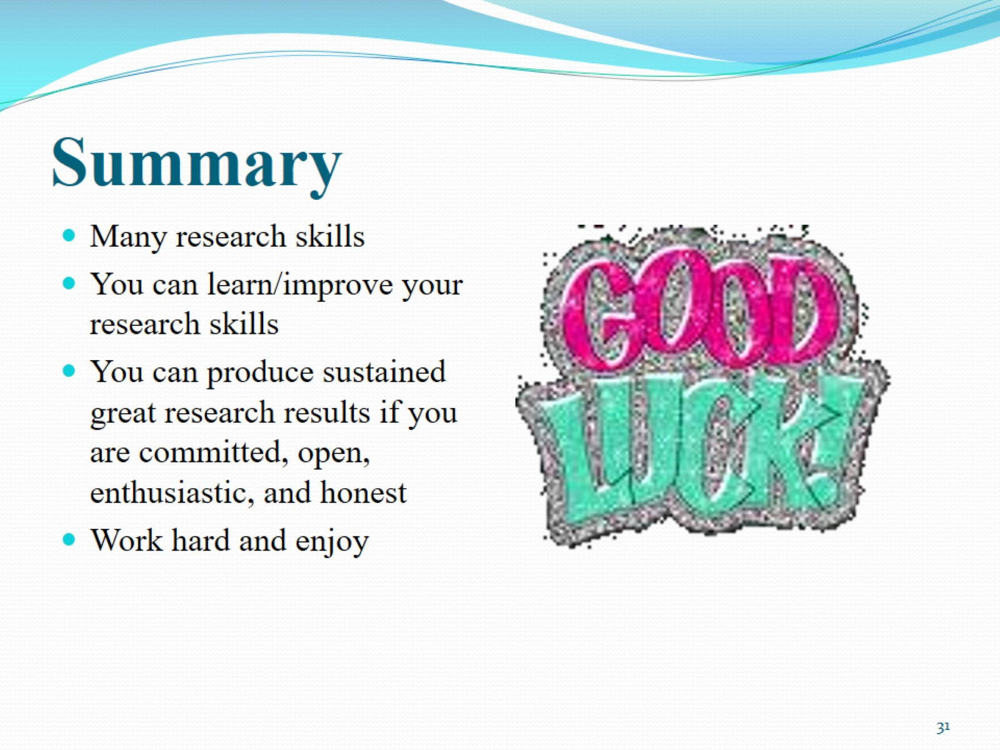 Summary
Many research skills
You can learn/improve your
research skills
You can produce sustained
great research results if you
are committed, open,
enthusiastic, and honest
Work hard and enjoy
GOOD
LUCK!
31